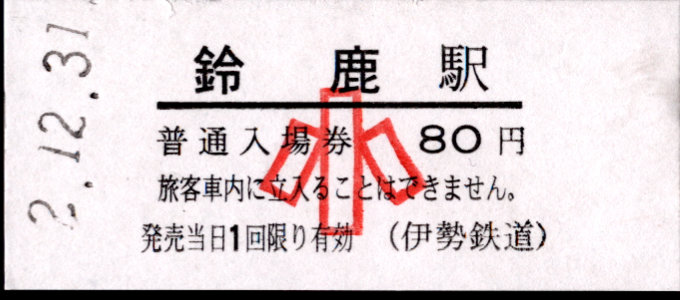 2.12.31
鈴鹿駅
普通入場券 80円
小
旅客車内に立入ることはできません。
発売当日1回限り有効 (伊勢鉄道)